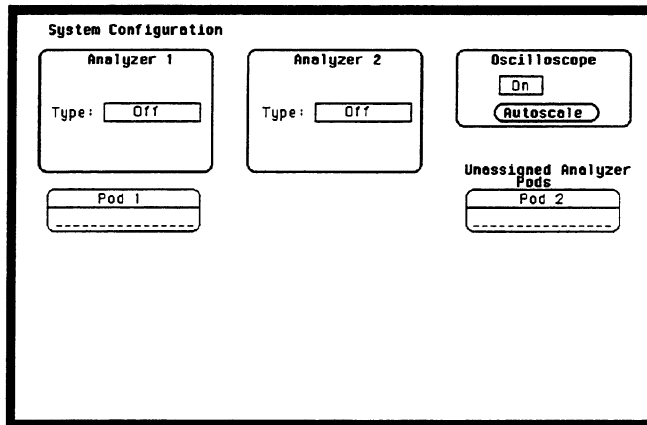 System Configuration
Analyzer 1
Type: Off
Analyzer 2
Type: Off
Oscilloscope
On
Autoscale
Pod 1
Unassigned Analyzer
Pods
Pod 2